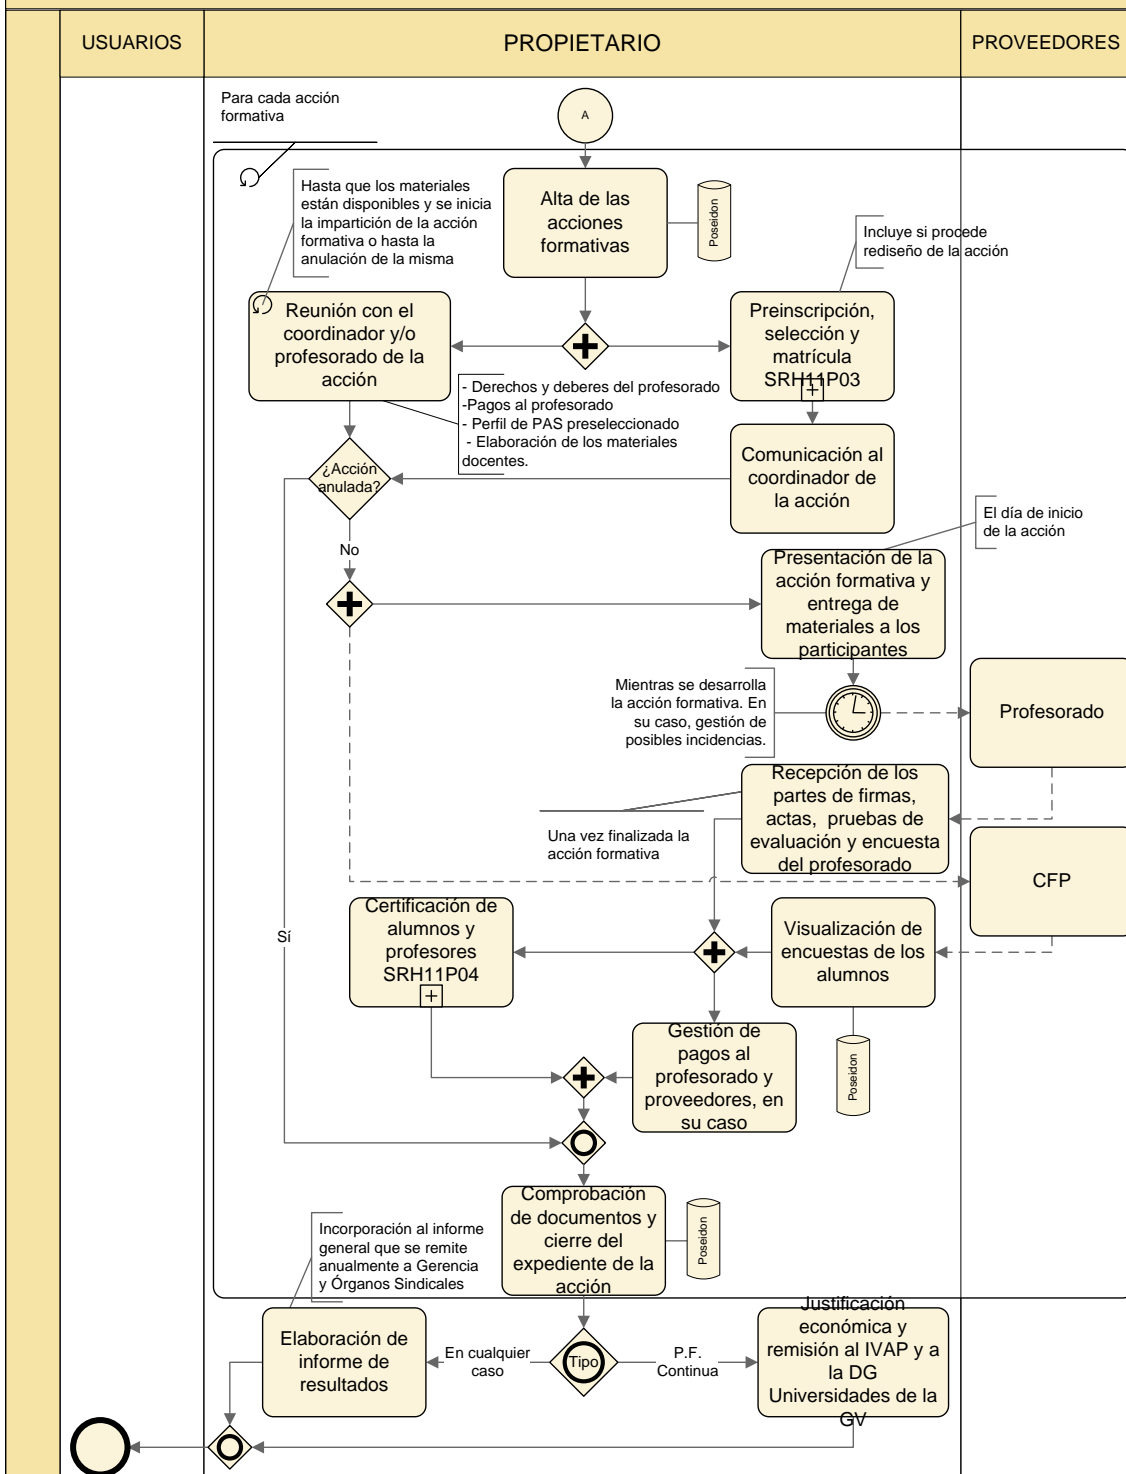 USUARIOS
PROPIETARIO
PROVEEDORES
Para cada acción
formativa
A
Hasta que los materiales
están disponibles y se inicia
la impartición de la acción
formativa o hasta la
anulación de la misma
Alta de las
acciones
formativas
Poseidon
Incluye si procede
rediseño de la acción
Reunión con el
coordinador y/o
profesorado de la
acción
Preinscripción,
selección y
matrícula
SRH11P03
- Derechos y deberes del profesorado
-Pagos al profesorado
- Perfil de PAS preseleccionado
- Elaboración de los materiales
docentes.
¿Acción
anulada?
Comunicación al
coordinador de
la acción
El día de inicio
de la acción
No
Presentación de la
acción formativa y
entrega de
materiales a los
participantes
Mientras se desarrolla
la acción formativa. En
su caso, gestión de
posibles incidencias.
Profesorado
Recepción de los
partes de firmas,
actas, pruebas de
evaluación y encuesta
del profesorado
Una vez finalizada la
acción formativa
CFP
Certificación de
alumnos y
profesores
SRH11P04
Visualización de
encuestas de los
alumnos
Sí
Gestión de
pagos al
profesorado y
proveedores, en
su caso
Poseidon
Comprobación
de documentos y
cierre del
expediente de la
acción
Poseidon
Incorporación al informe
general que se remite
anualmente a Gerencia
y Órganos Sindicales
Elaboración de
informe de
resultados
En cualquier
caso
Tipo
P.F.
Continua
Justificación
económica y
remisión al IVAP y a
la DG
Universidades de la
GV